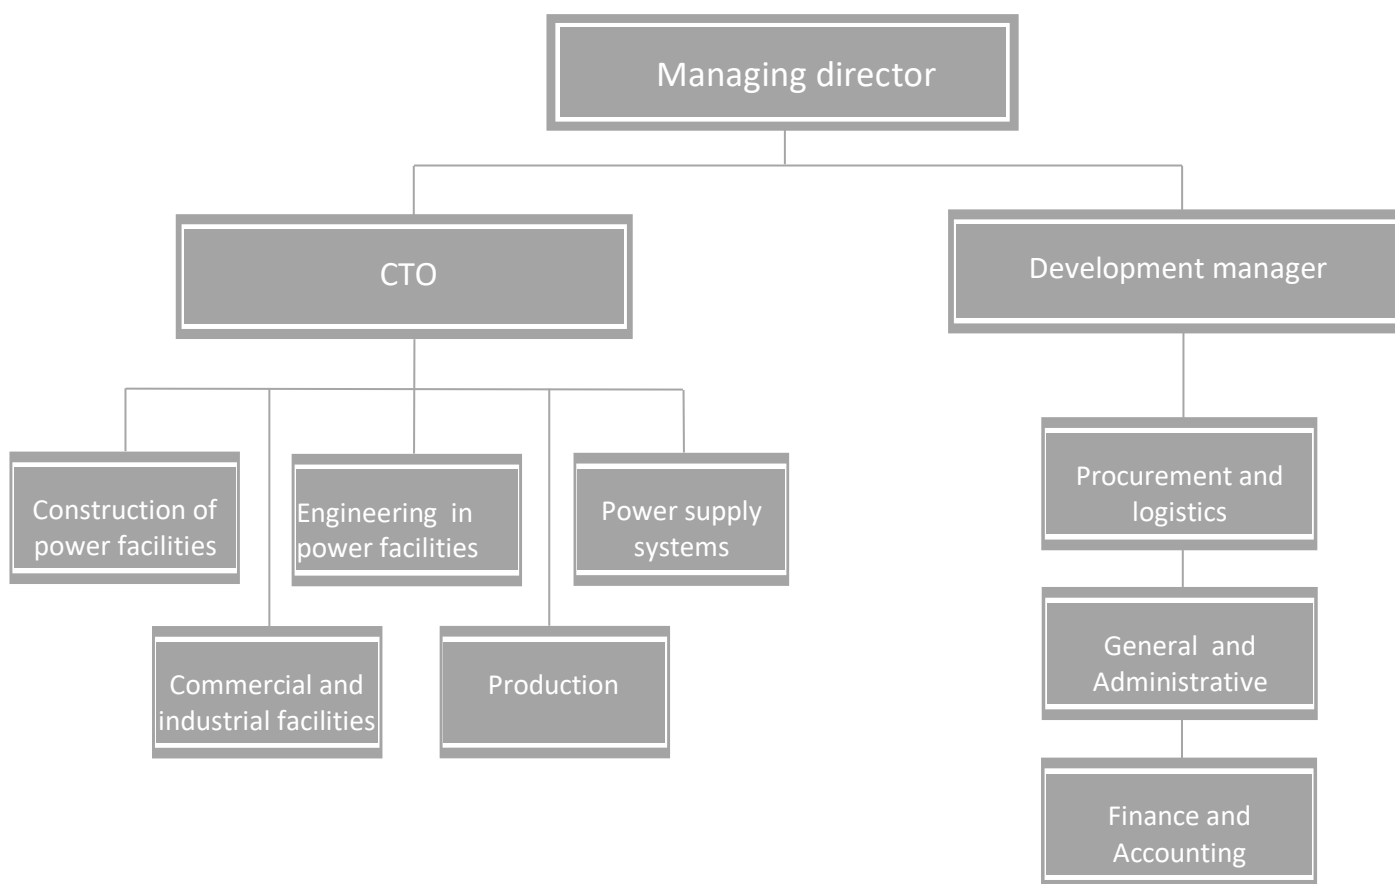 Managing director
CTO
Development manager
Construction of
power facilities
Engineering  in
power facilities
Power supply
systems
Procurement and
logistics
Commercial and
industrial facilities
Production
General  and
Administrative
Finance and
Accounting